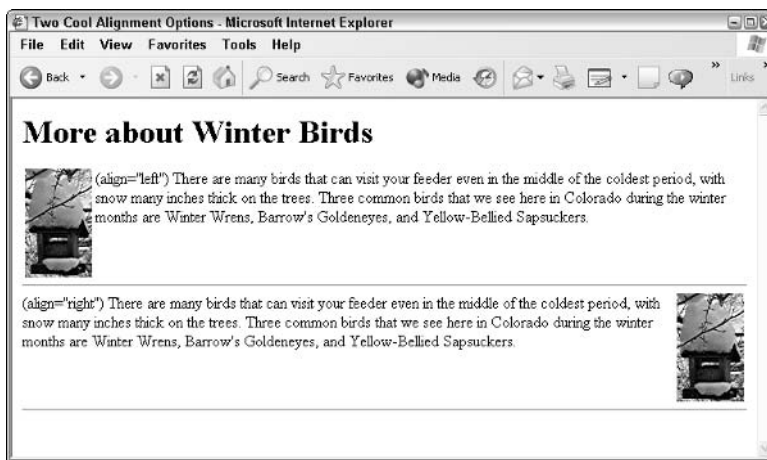 Two Cool Alignment Options - Microsoft Internet Explorer
File Edit View Favorites Tools Help
Back Search Favorites Media » Links »
More about Winter Birds
(align="left") There are many birds that can visit your feeder even in the middle of the coldest period, with
snow many inches thick on the trees. Three common birds that we see here in Colorado during the winter
months are Winter Wrens, Barrow's Goldeneyes, and Yellow-Bellied Sapsuckers.
(align="right") There are many birds that can visit your feeder even in the middle of the coldest period, with
snow many inches thick on the trees. Three common birds that we see here in Colorado during the winter
months are Winter Wrens, Barrow's Goldeneyes, and Yellow-Bellied Sapsuckers.